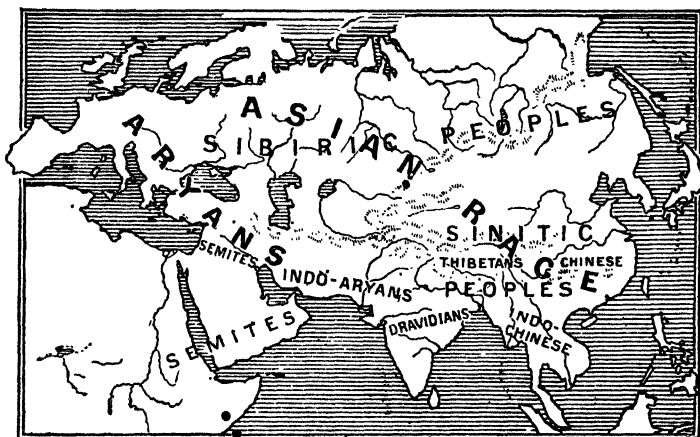 ASIAN RACE
ARYANS
SIBIRIAC PEOPLES
SINITIC
PEOPLES
THIBETANS
CHINESE
SEMITES
INDO-ARYANS
DRAVIDIANS
INDO-
CHINESE
SEMITES